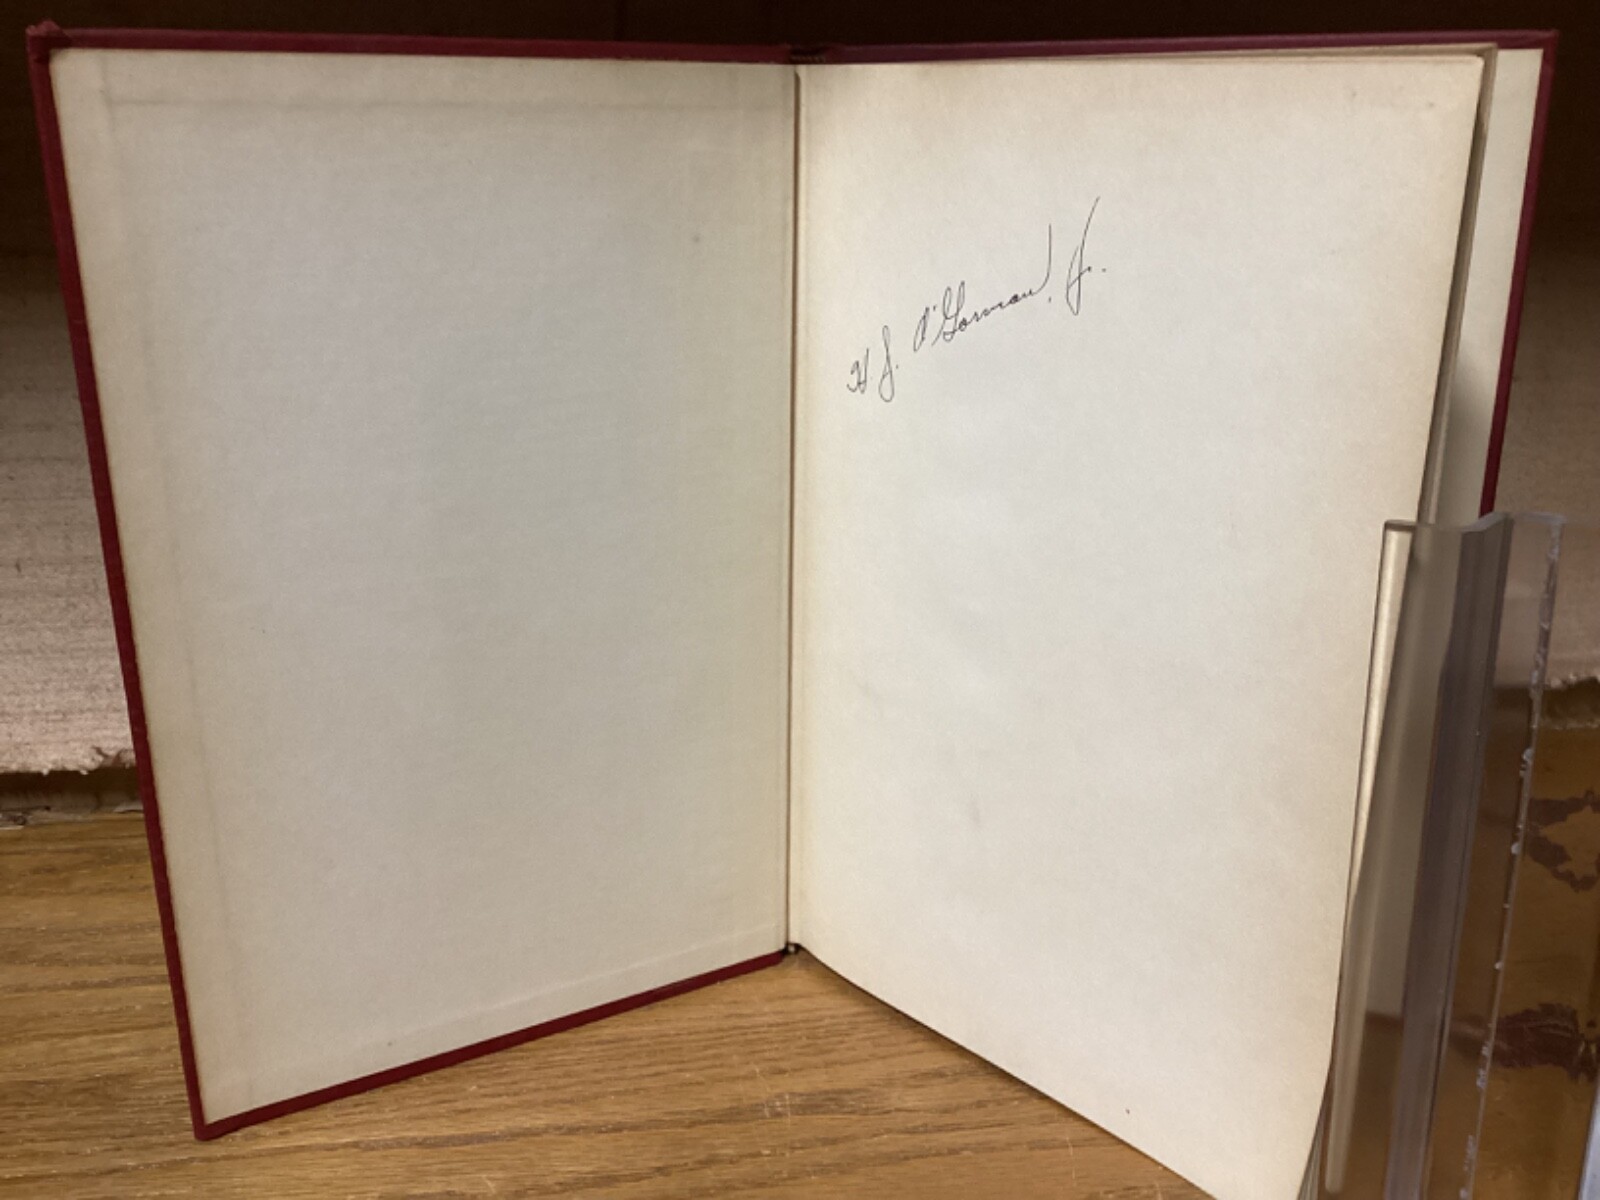 H. J. O'Gorman, Jr.